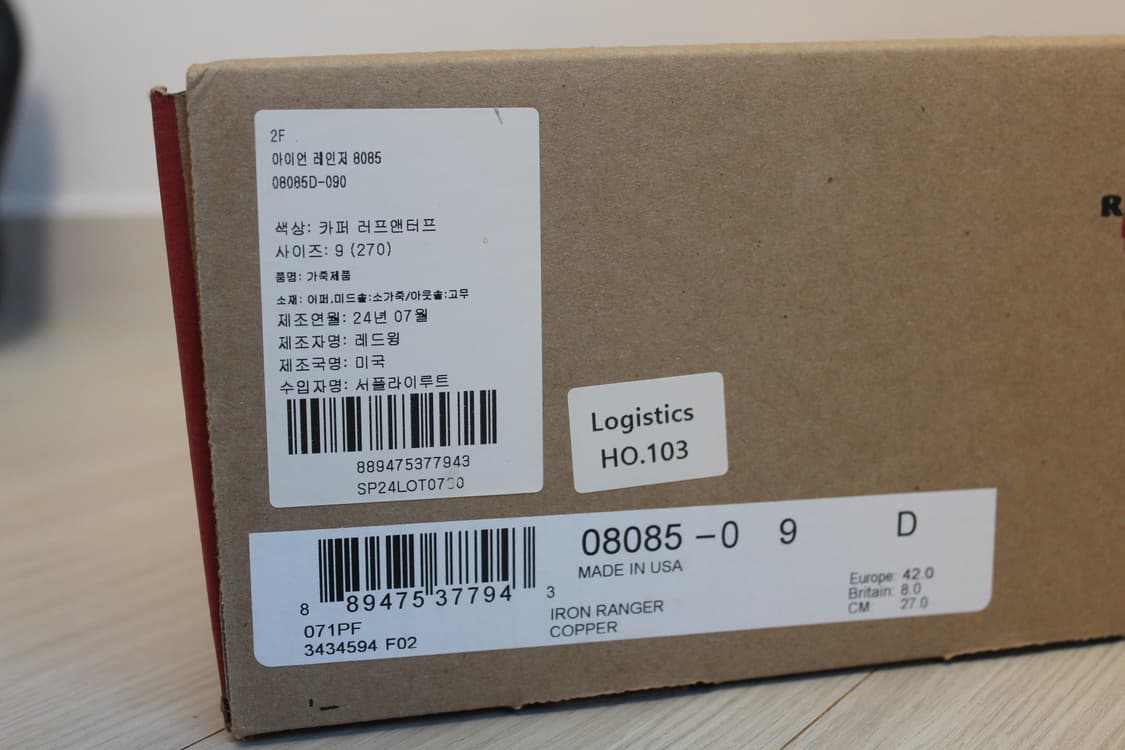 2F
아이언 레인저 8085
08085D-090
색상: 카퍼 러프앤터프
사이즈: 9 (270)
품명: 가죽제품
소재: 어퍼,미드솔:소가죽/아웃솔:고무
제조연월: 24년 07월
제조자명: 레드윙
제조국명: 미국
수입자명: 서플라이루트
889475377943
Logistics
HO.103
8 89475 37794 3
071PF
3434594 F02
08085-0 9 D
MADE IN USA
IRON RANGER
COPPER
Europe: 42.0
Britain: 8.0
CM: 27.0